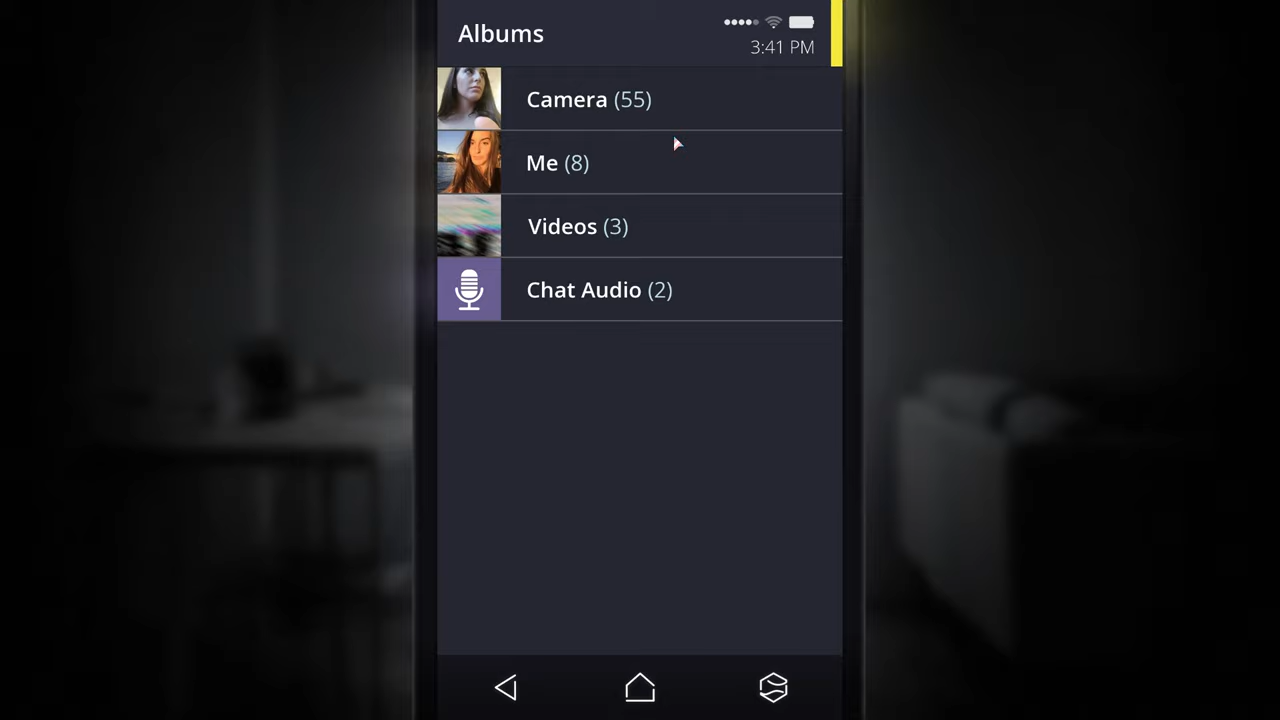 Albums
3:41 PM
Camera (55)
Me (8)
Videos (3)
Chat Audio (2)